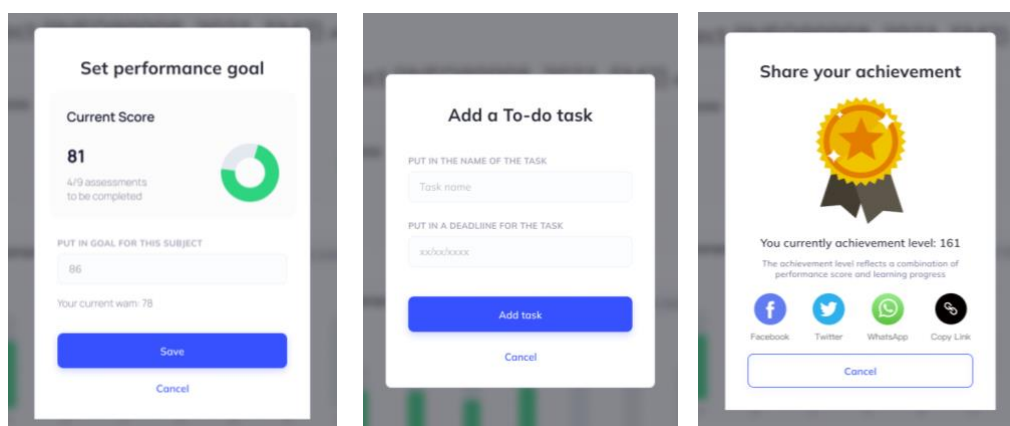 Set performance goal
Current Score
81
4/9 assessments
to be completed
PUT IN GOAL FOR THIS SUBJECT
86
Your current wam: 78
Save
Cancel
Add a To-do task
PUT IN THE NAME OF THE TASK
Task name
PUT IN A DEADLIINE FOR THE TASK
xx/xx/xxxx
Add task
Cancel
Share your achievement
You currently achievement level: 161
The achievement level reflects a combination of
performance score and learning progress
Facebook Twitter WhatsApp Copy Link
Cancel